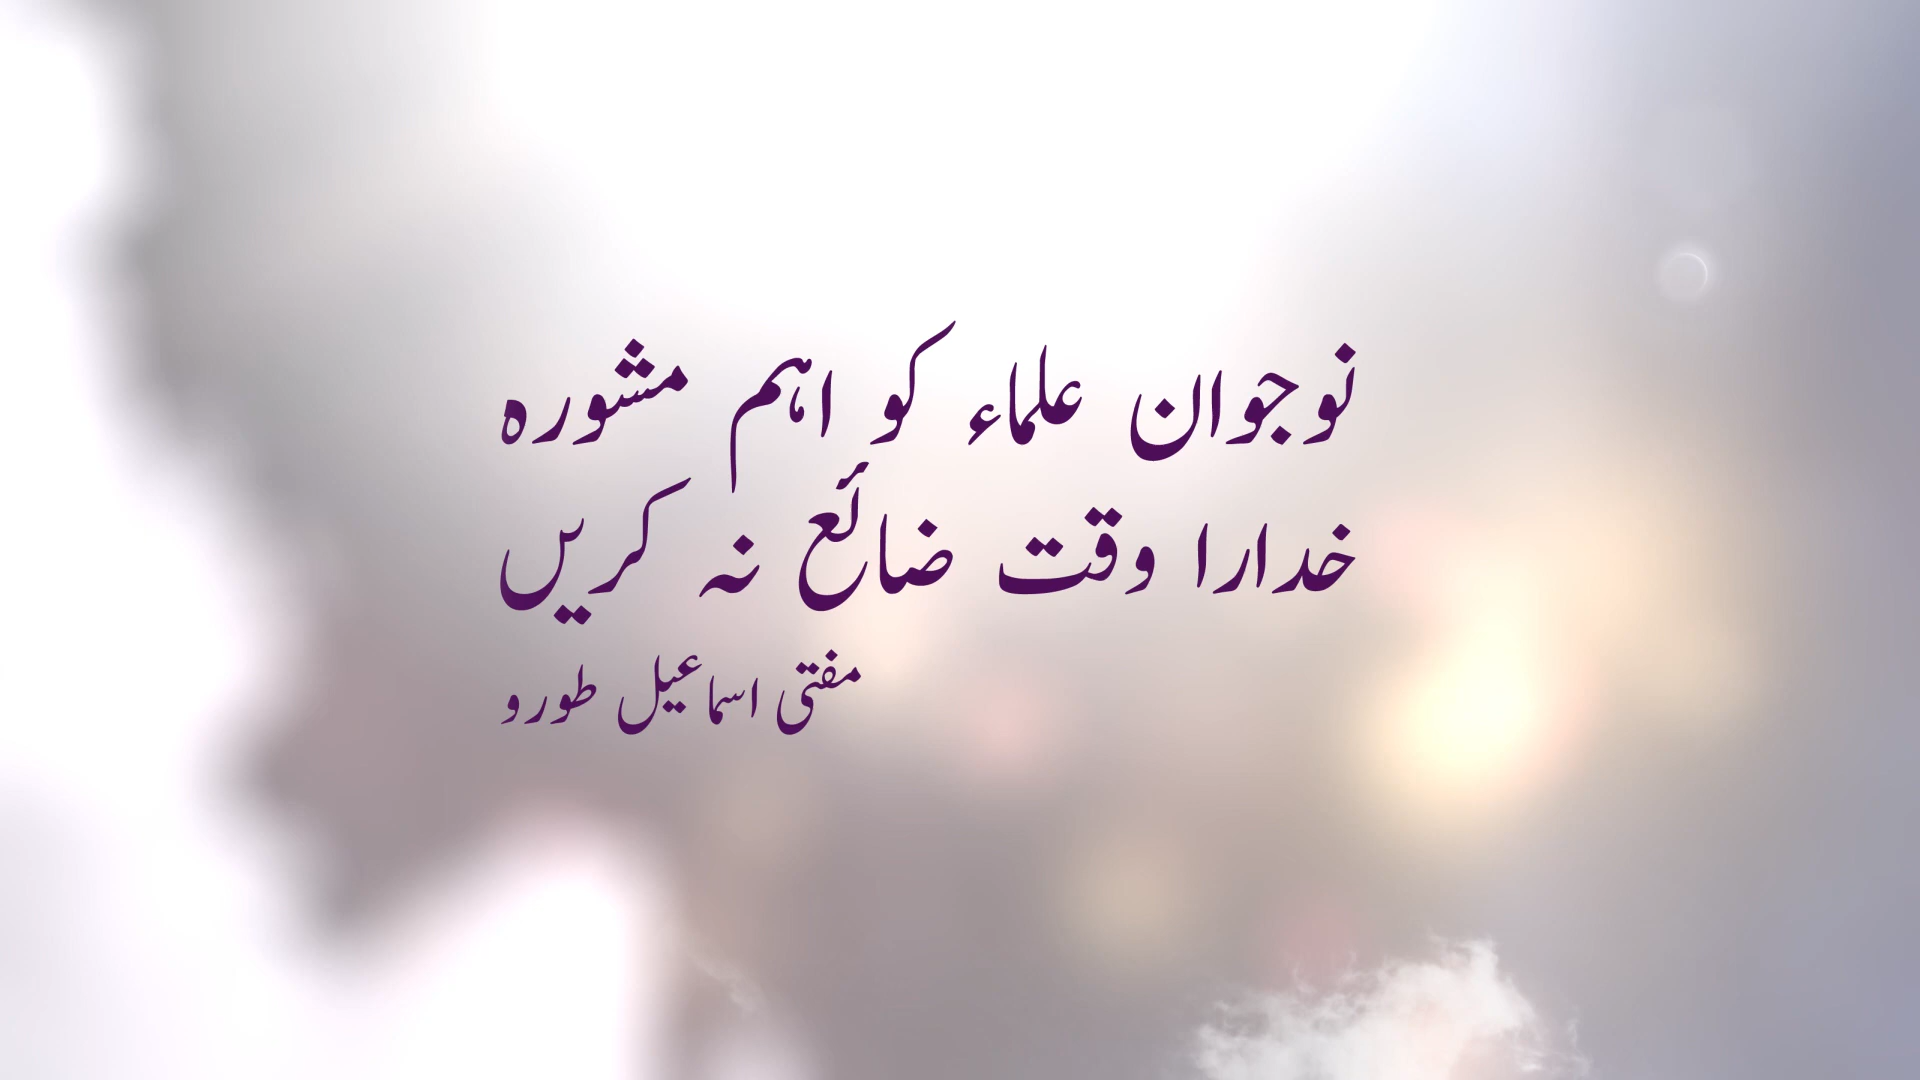 نوجوان علماء کو اہم مشورہ
خدارا وقت ضائع نہ کریں
مفتی اسماعیل طورو